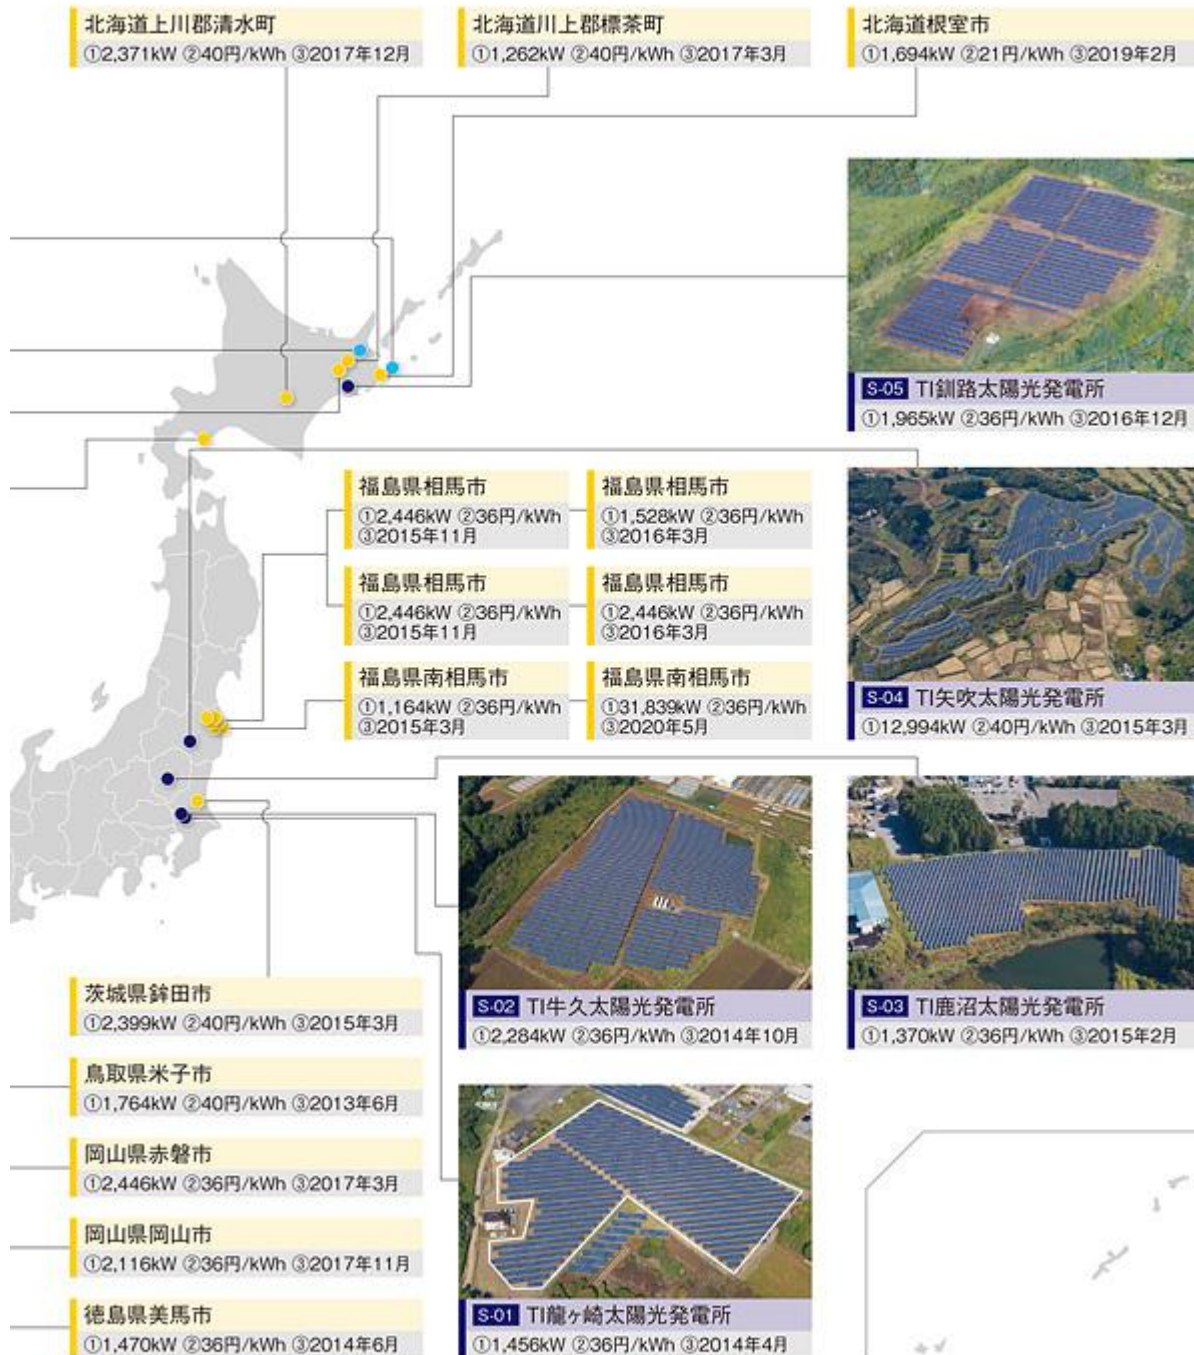 北海道上川郡清水町
①2,371kW ②40円/kWh ③2017年12月
北海道川上郡標茶町
①1,262kW ②40円/kWh ③2017年3月
北海道根室市
①1,694kW ②21円/kWh ③2019年2月
S-05 TI釧路太陽光発電所
①1,965kW ②36円/kWh ③2016年12月
福島県相馬市
①2,446kW ②36円/kWh
③2015年11月
福島県相馬市
①1,528kW ②36円/kWh
③2016年3月
福島県相馬市
①2,446kW ②36円/kWh
③2015年11月
福島県相馬市
①2,446kW ②36円/kWh
③2016年3月
福島県南相馬市
①1,164kW ②36円/kWh
③2015年3月
福島県南相馬市
①31,839kW ②36円/kWh
③2020年5月
S-04 TI矢吹太陽光発電所
①12,994kW ②40円/kWh ③2015年3月
S-02 TI牛久太陽光発電所
①2,284kW ②36円/kWh ③2014年10月
S-03 TI鹿沼太陽光発電所
①1,370kW ②36円/kWh ③2015年2月
茨城県鉾田市
①2,399kW ②40円/kWh ③2015年3月
鳥取県米子市
①1,764kW ②40円/kWh ③2013年6月
岡山県赤磐市
①2,446kW ②36円/kWh ③2017年3月
岡山県岡山市
①2,116kW ②36円/kWh ③2017年11月
徳島県美馬市
①1,470kW ②36円/kWh ③2014年6月
S-01 TI龍ヶ崎太陽光発電所
①1,456kW ②36円/kWh ③2014年4月